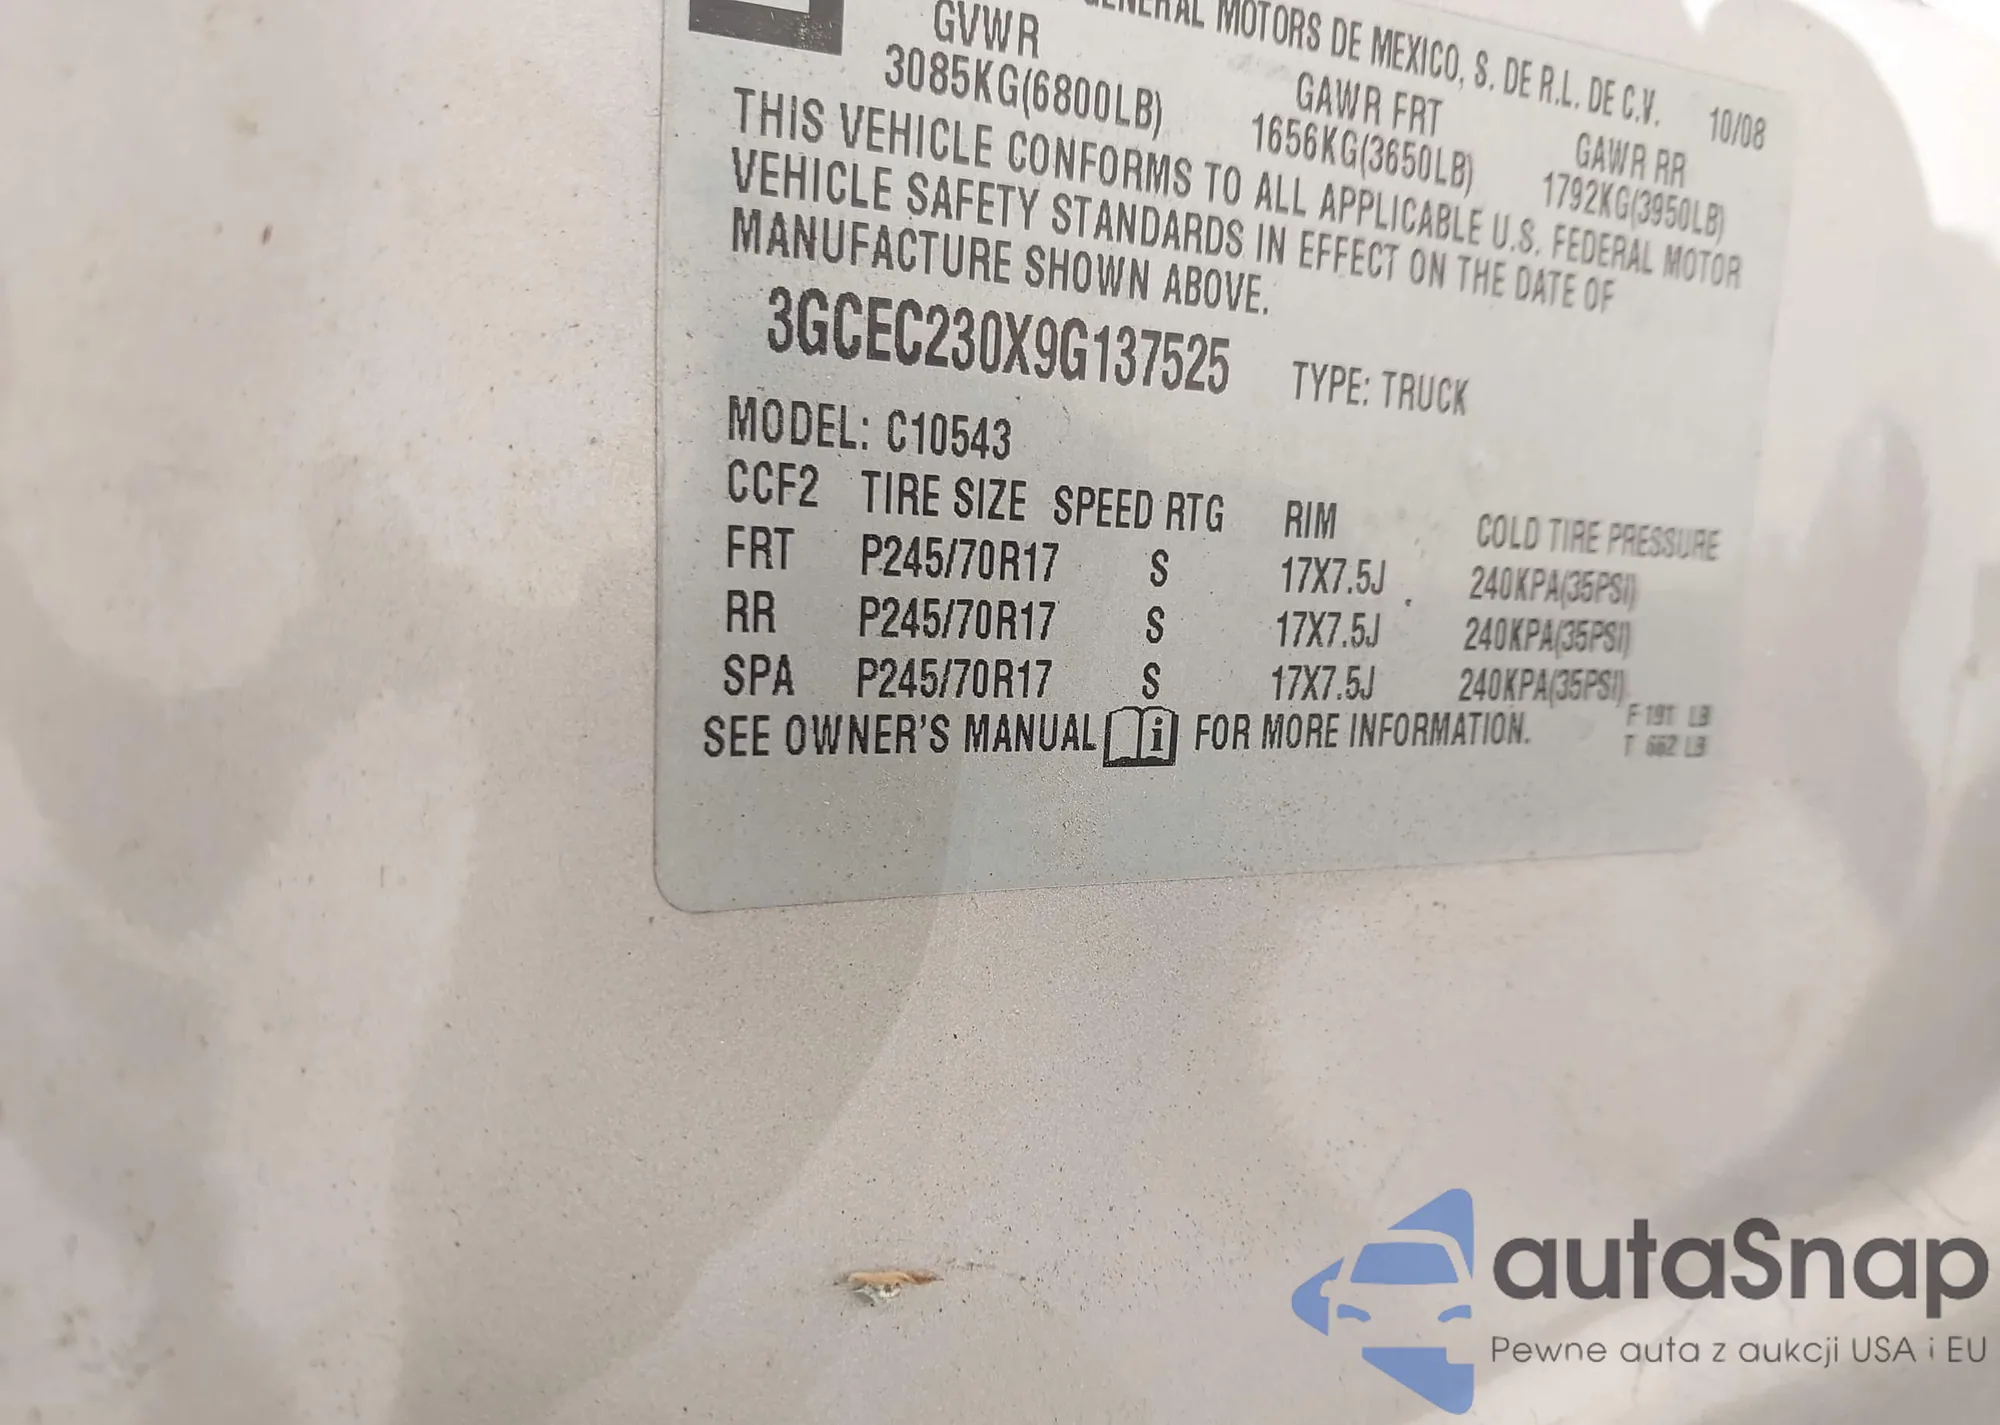 GENERAL MOTORS DE MEXICO, S. DE R.L. DE C.V. 10/08
GVWR GAWR FRT GAWR RR
3085KG(6800LB) 1656KG(3650LB) 1792KG(3950LB)
THIS VEHICLE CONFORMS TO ALL APPLICABLE U.S. FEDERAL MOTOR
VEHICLE SAFETY STANDARDS IN EFFECT ON THE DATE OF
MANUFACTURE SHOWN ABOVE.
3GCEC230X9G137525 TYPE: TRUCK
MODEL: C10543
CCF2 TIRE SIZE SPEED RTG RIM COLD TIRE PRESSURE
FRT P245/70R17 S 17X7.5J 240KPA(35PSI)
RR P245/70R17 S 17X7.5J 240KPA(35PSI)
SPA P245/70R17 S 17X7.5J 240KPA(35PSI)
SEE OWNER'S MANUAL i FOR MORE INFORMATION.
T 662 LB
autaSnap
Pewne auta z aukcji USA i EU